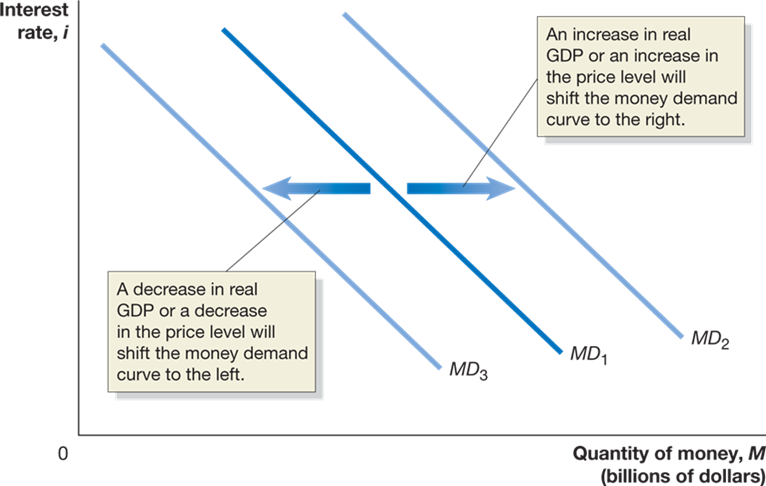 Interest
rate, i
An increase in real
GDP or an increase in
the price level will
shift the money demand
curve to the right.
A decrease in real
GDP or a decrease
in the price level will
shift the money demand
curve to the left.
MD2
MD1
MD3
0
Quantity of money, M
(billions of dollars)